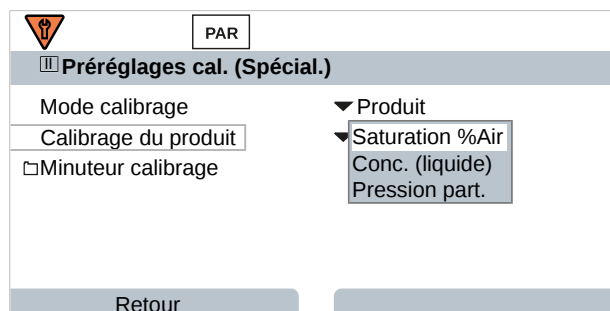 PAR
II Préréglages cal. (Spécial.)
Mode calibrage Produit
Calibrage du produit Saturation %Air
Conc. (liquide)
Minuteur calibrage
Pression part.
Retour